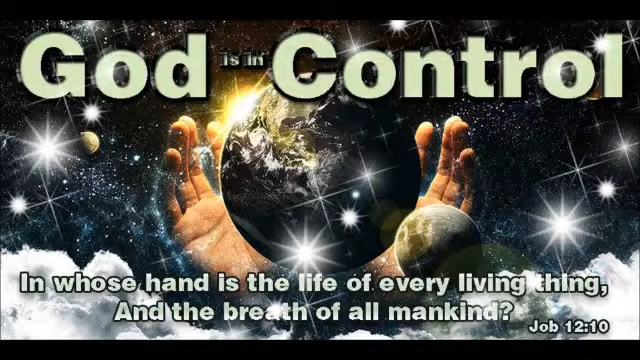 God is in Control
In whose hand is the life of every living thing,
And the breath of all mankind?
Job 12:10